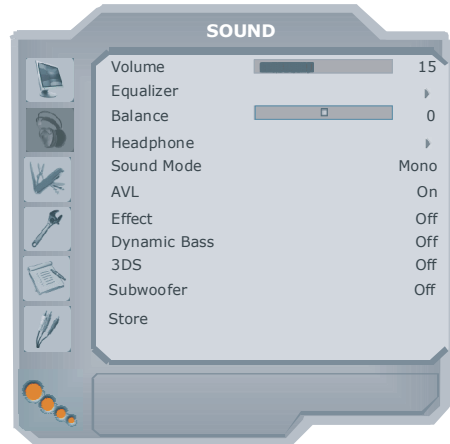 SOUND
Volume 15
Equalizer
Balance 0
Headphone
Sound Mode Mono
AVL On
Effect Off
Dynamic Bass Off
3DS Off
Subwoofer Off
Store